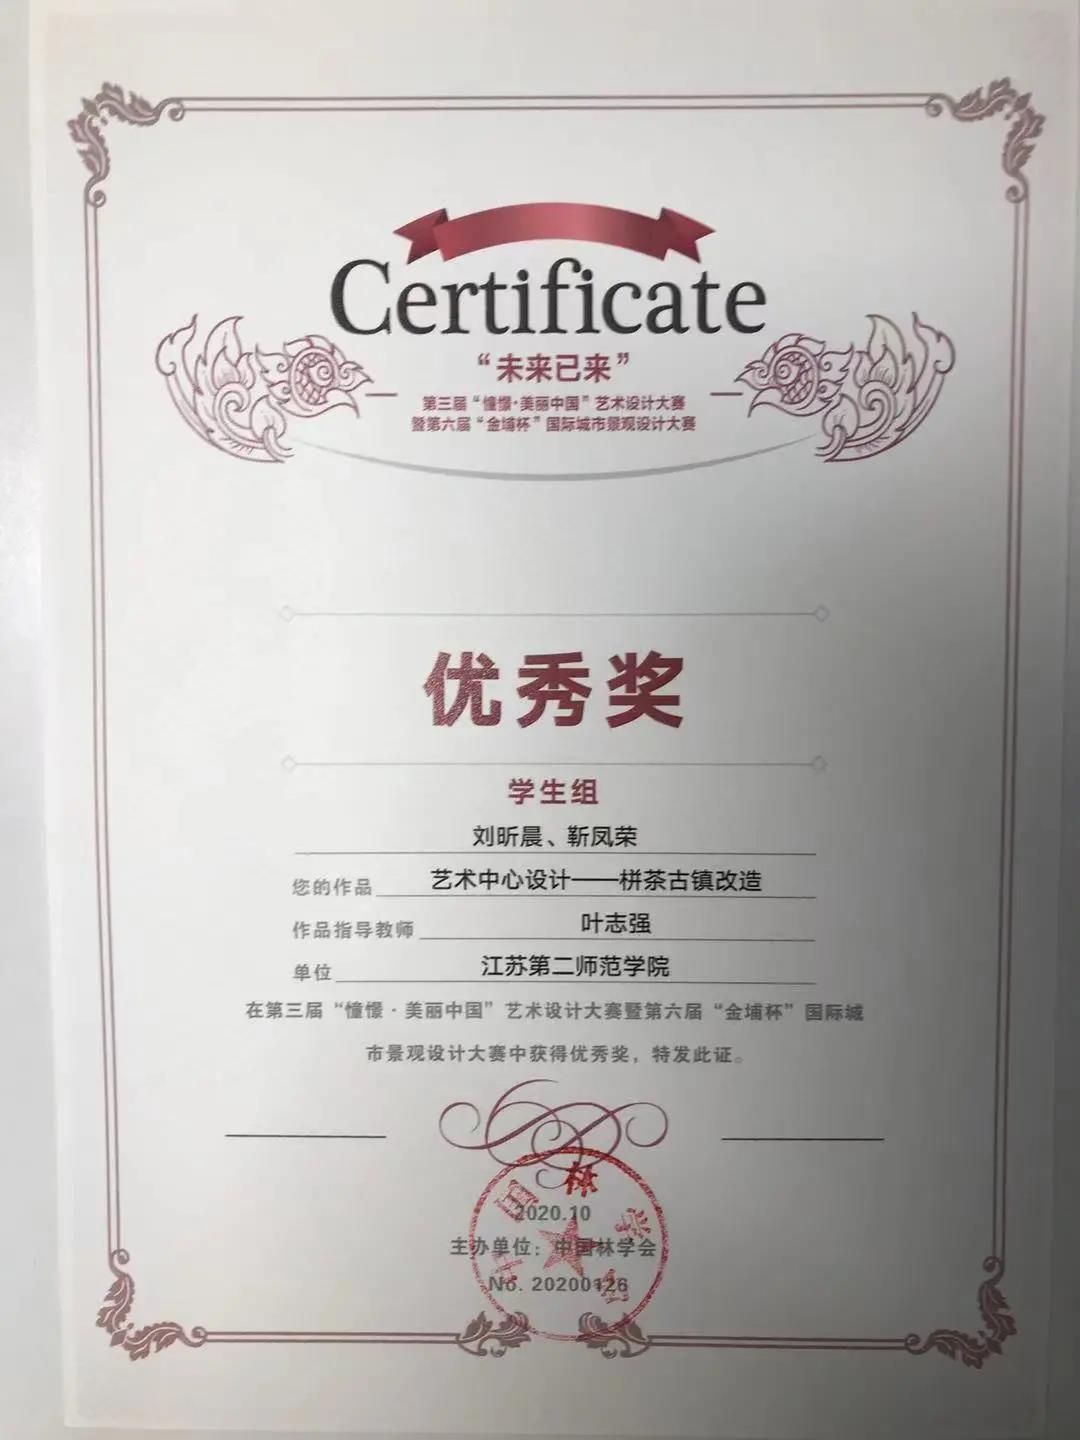 Certificate
“未来已来”
第三届“憧憬·美丽中国”艺术设计大赛
暨第六届“金埔杯”国际城市景观设计大赛
优秀奖
学生组
刘昕晨、靳凤荣
您的作品 艺术中心设计——栟茶古镇改造
作品指导教师 叶志强
单位 江苏第二师范学院
在第三届“憧憬·美丽中国”艺术设计大赛暨第六届“金埔杯”国际城
市景观设计大赛中获得优秀奖，特发此证。
中国林学会
2020.10
主办单位：中国林学会
No. 20200126